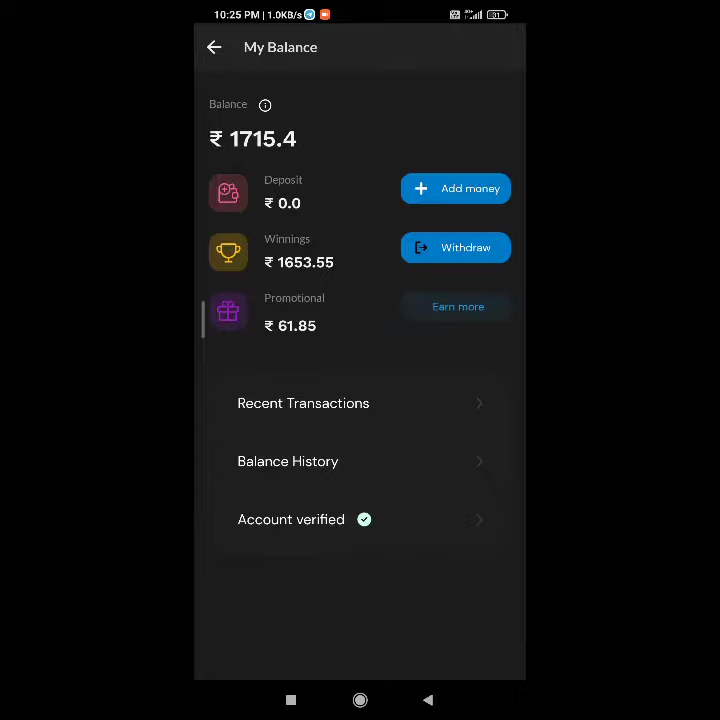 10:25 PM | 1.0KB/s
31
My Balance
Balance
₹ 1715.4
Deposit
₹ 0.0
Add money
Winnings
₹ 1653.55
Withdraw
Promotional
₹ 61.85
Earn more
Recent Transactions
Balance History
Account verified